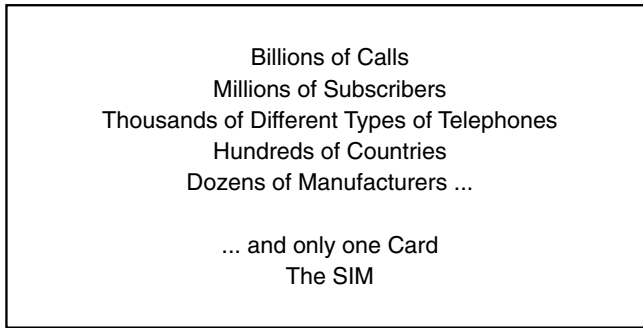 Billions of Calls
Millions of Subscribers
Thousands of Different Types of Telephones
Hundreds of Countries
Dozens of Manufacturers ...
... and only one Card
The SIM